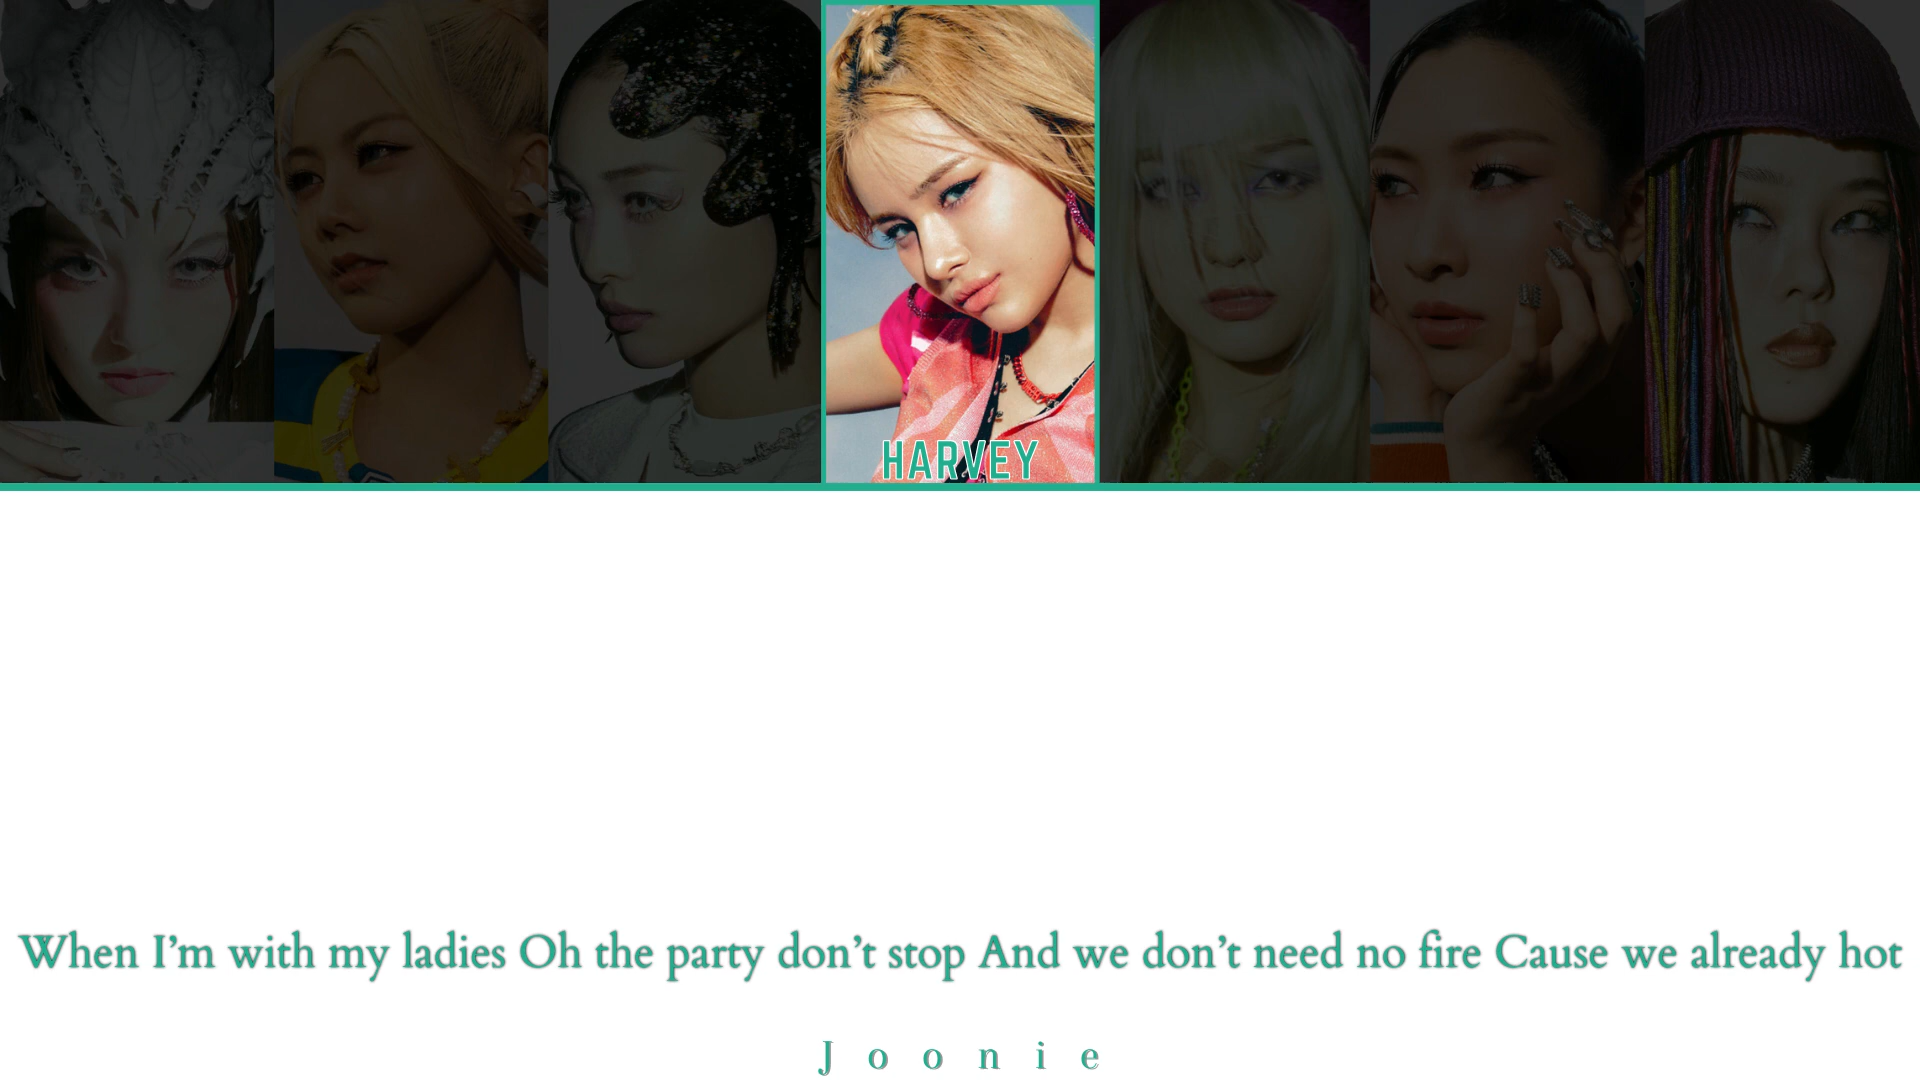 HARVEY
When I’m with my ladies Oh the party don’t stop And we don’t need no fire Cause we already hot
Joonie